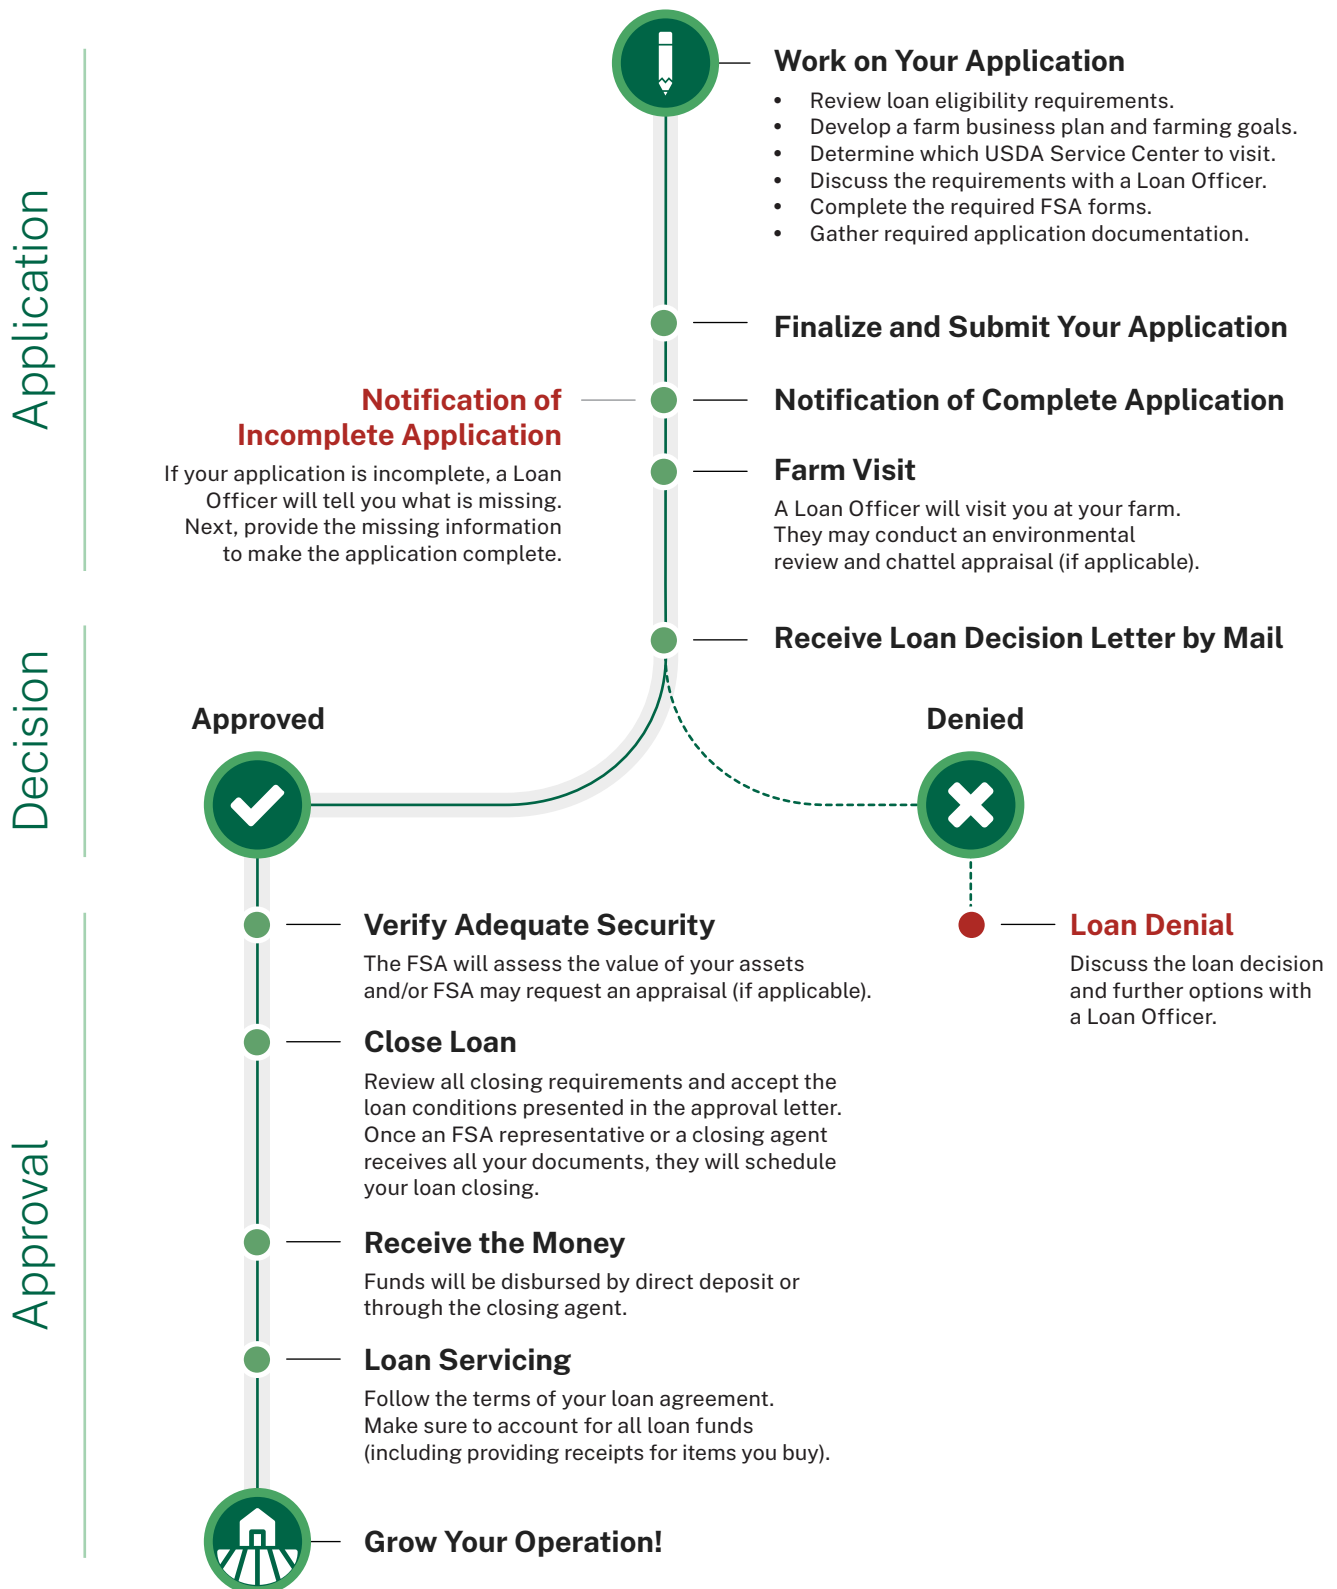 Application
Work on Your Application
• Review loan eligibility requirements.
• Develop a farm business plan and farming goals.
• Determine which USDA Service Center to visit.
• Discuss the requirements with a Loan Officer.
• Complete the required FSA forms.
• Gather required application documentation.
Finalize and Submit Your Application
Notification of
Incomplete Application
If your application is incomplete, a Loan
Officer will tell you what is missing.
Next, provide the missing information
to make the application complete.
Notification of Complete Application
Farm Visit
A Loan Officer will visit you at your farm.
They may conduct an environmental
review and chattel appraisal (if applicable).
Decision
Receive Loan Decision Letter by Mail
Approved
Denied
Approval
Verify Adequate Security
The FSA will assess the value of your assets
and/or FSA may request an appraisal (if applicable).
Loan Denial
Discuss the loan decision
and further options with
a Loan Officer.
Close Loan
Review all closing requirements and accept the
loan conditions presented in the approval letter.
Once an FSA representative or a closing agent
receives all your documents, they will schedule
your loan closing.
Receive the Money
Funds will be disbursed by direct deposit or
through the closing agent.
Loan Servicing
Follow the terms of your loan agreement.
Make sure to account for all loan funds
(including providing receipts for items you buy).
Grow Your Operation!